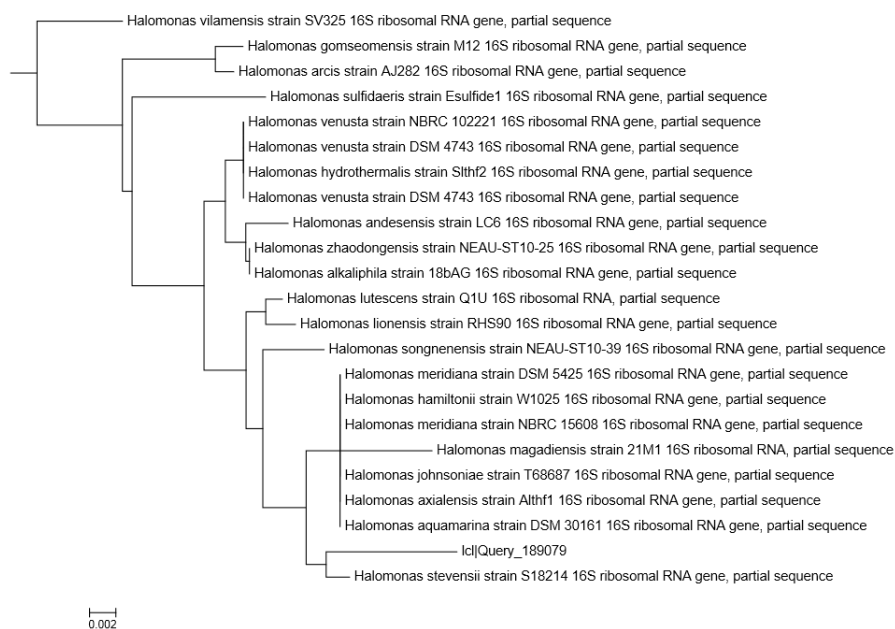 Halomonas vilamensis strain SV325 16S ribosomal RNA gene, partial sequence
Halomonas gomseomensis strain M12 16S ribosomal RNA gene, partial sequence
Halomonas arcis strain AJ282 16S ribosomal RNA gene, partial sequence
Halomonas sulfidaeris strain Esulfide1 16S ribosomal RNA gene, partial sequence
Halomonas venusta strain NBRC 102221 16S ribosomal RNA gene, partial sequence
Halomonas venusta strain DSM 4743 16S ribosomal RNA gene, partial sequence
Halomonas hydrothermalis strain Slthf2 16S ribosomal RNA gene, partial sequence
Halomonas venusta strain DSM 4743 16S ribosomal RNA gene, partial sequence
Halomonas andesensis strain LC6 16S ribosomal RNA gene, partial sequence
Halomonas zhaodongensis strain NEAU-ST10-25 16S ribosomal RNA gene, partial sequence
Halomonas alkaliphila strain 18bAG 16S ribosomal RNA gene, partial sequence
Halomonas lutescens strain Q1U 16S ribosomal RNA, partial sequence
Halomonas lionensis strain RHS90 16S ribosomal RNA gene, partial sequence
Halomonas songnenensis strain NEAU-ST10-39 16S ribosomal RNA gene, partial sequence
Halomonas meridiana strain DSM 5425 16S ribosomal RNA gene, partial sequence
Halomonas hamiltonii strain W1025 16S ribosomal RNA gene, partial sequence
Halomonas meridiana strain NBRC 15608 16S ribosomal RNA gene, partial sequence
Halomonas magadiensis strain 21M1 16S ribosomal RNA, partial sequence
Halomonas johnsoniae strain T68687 16S ribosomal RNA gene, partial sequence
Halomonas axialensis strain Althf1 16S ribosomal RNA gene, partial sequence
Halomonas aquamarina strain DSM 30161 16S ribosomal RNA gene, partial sequence
lcl|Query_189079
Halomonas stevensii strain S18214 16S ribosomal RNA gene, partial sequence
0.002